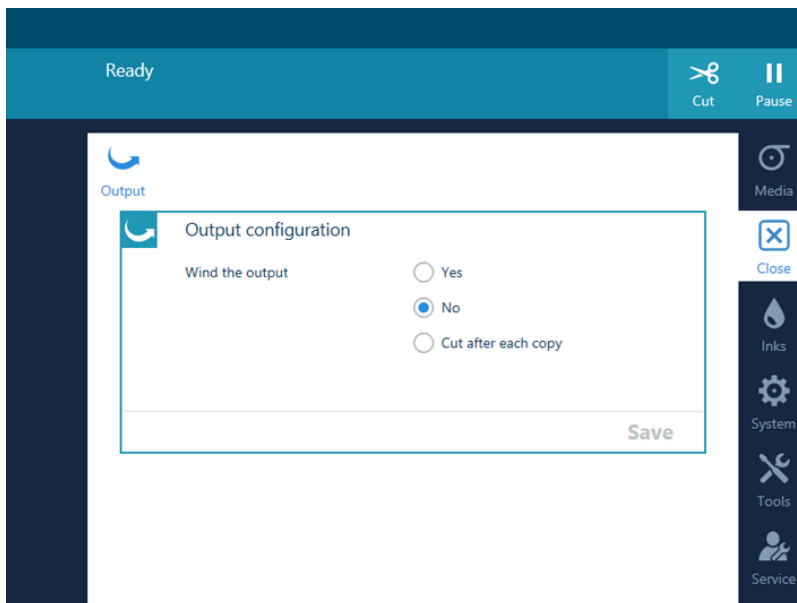 Ready
Cut
Pause
Output
Media
Output configuration
Wind the output
Yes
No
Cut after each copy
Save
Close
Inks
System
Tools
Service